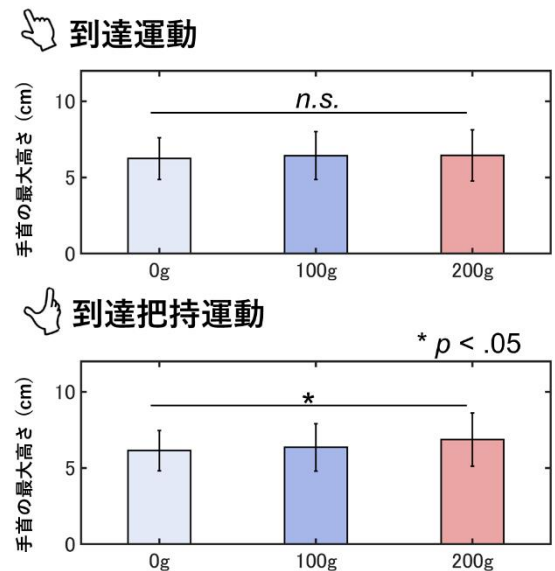 到達運動
手首の最大高さ (cm)
10
5
0
n.s.
0g 100g 200g
到達把持運動
* p < .05
手首の最大高さ (cm)
10
5
0
*
0g 100g 200g